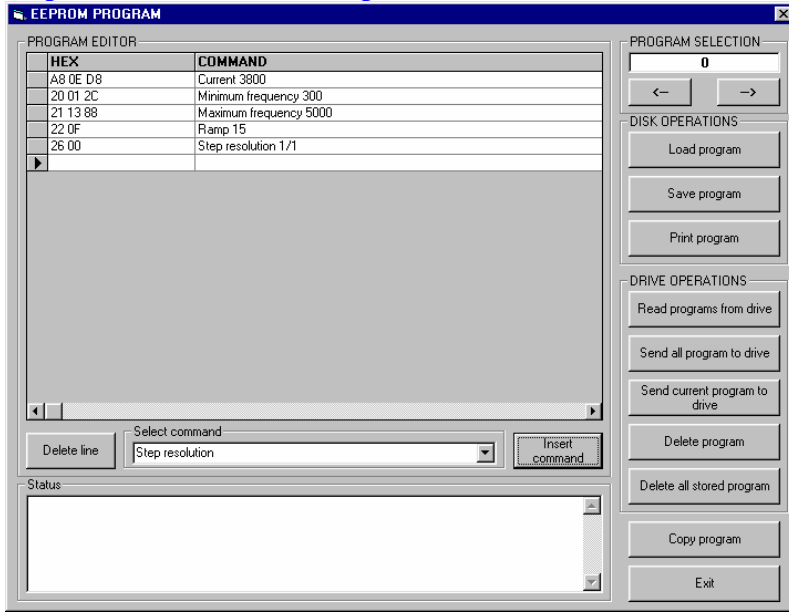 EEPROM PROGRAM
PROGRAM EDITOR
HEX COMMAND
A8 0E D8 Current 3800
20 01 2C Minimum frequency 300
21 13 88 Maximum frequency 5000
22 0F Ramp 15
26 00 Step resolution 1/1
Delete line
Select command
Step resolution
Insert
command
Status
PROGRAM SELECTION
0
<-- -->
DISK OPERATIONS
Load program
Save program
Print program
DRIVE OPERATIONS
Read programs from drive
Send all program to drive
Send current program to
drive
Delete program
Delete all stored program
Copy program
Exit